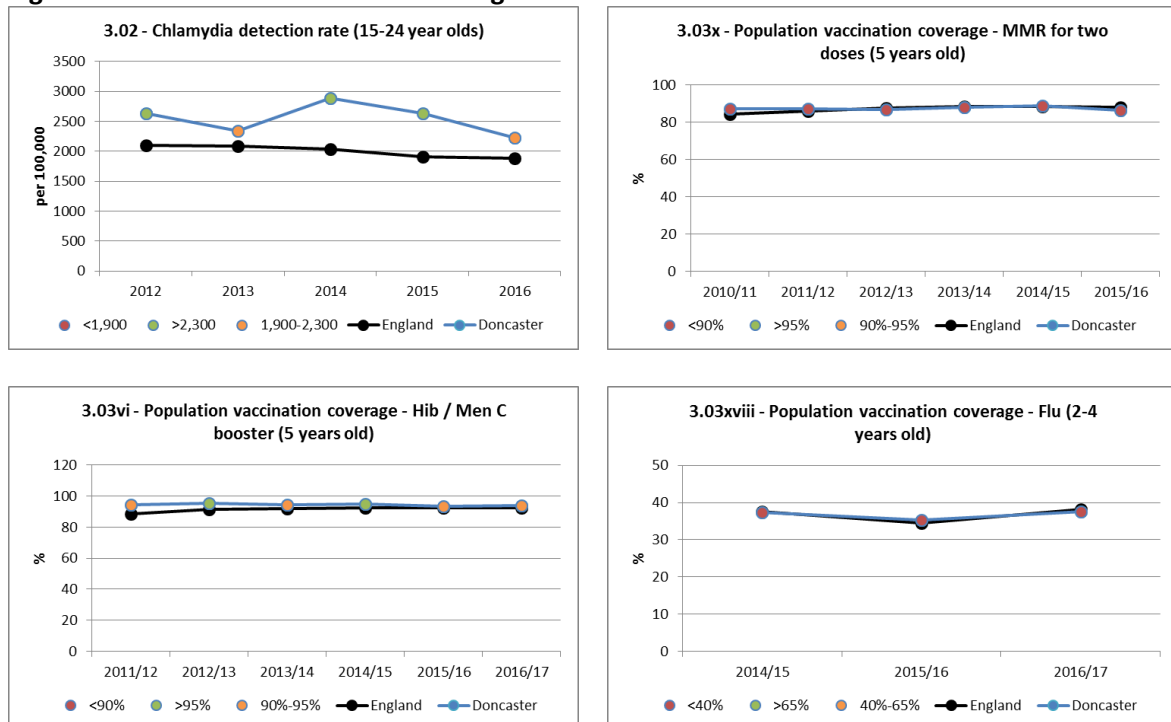 3.02 - Chlamydia detection rate (15-24 year olds)
3500
3000
2500
2000
1500
1000
500
0
per 100,000
2012 2013 2014 2015 2016
<1,900 >2,300 1,900-2,300 England Doncaster
3.03x - Population vaccination coverage - MMR for two
doses (5 years old)
100
80
60
40
20
0
%
2010/11 2011/12 2012/13 2013/14 2014/15 2015/16
<90% >95% 90%-95% England Doncaster
3.03vi - Population vaccination coverage - Hib / Men C
booster (5 years old)
120
100
80
60
40
20
0
%
2011/12 2012/13 2013/14 2014/15 2015/16 2016/17
<90% >95% 90%-95% England Doncaster
3.03xviii - Population vaccination coverage - Flu (2-4
years old)
50
40
30
20
10
0
%
2014/15 2015/16 2016/17
<40% >65% 40%-65% England Doncaster